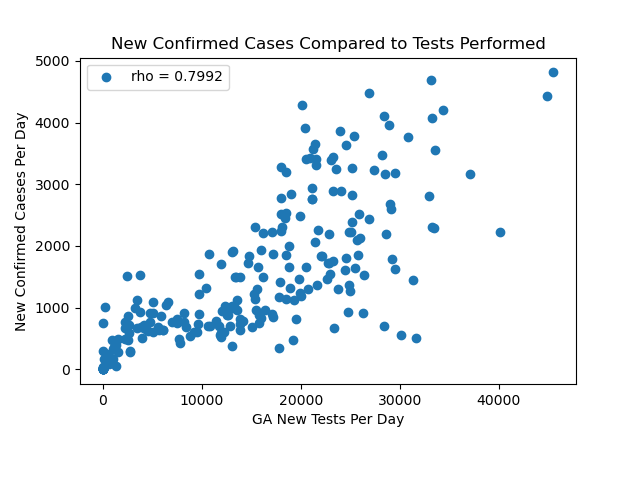 New Confirmed Cases Compared to Tests Performed
rho = 0.7992
New Confirmed Caeses Per Day
5000
4000
3000
2000
1000
0
0 10000 20000 30000 40000
GA New Tests Per Day